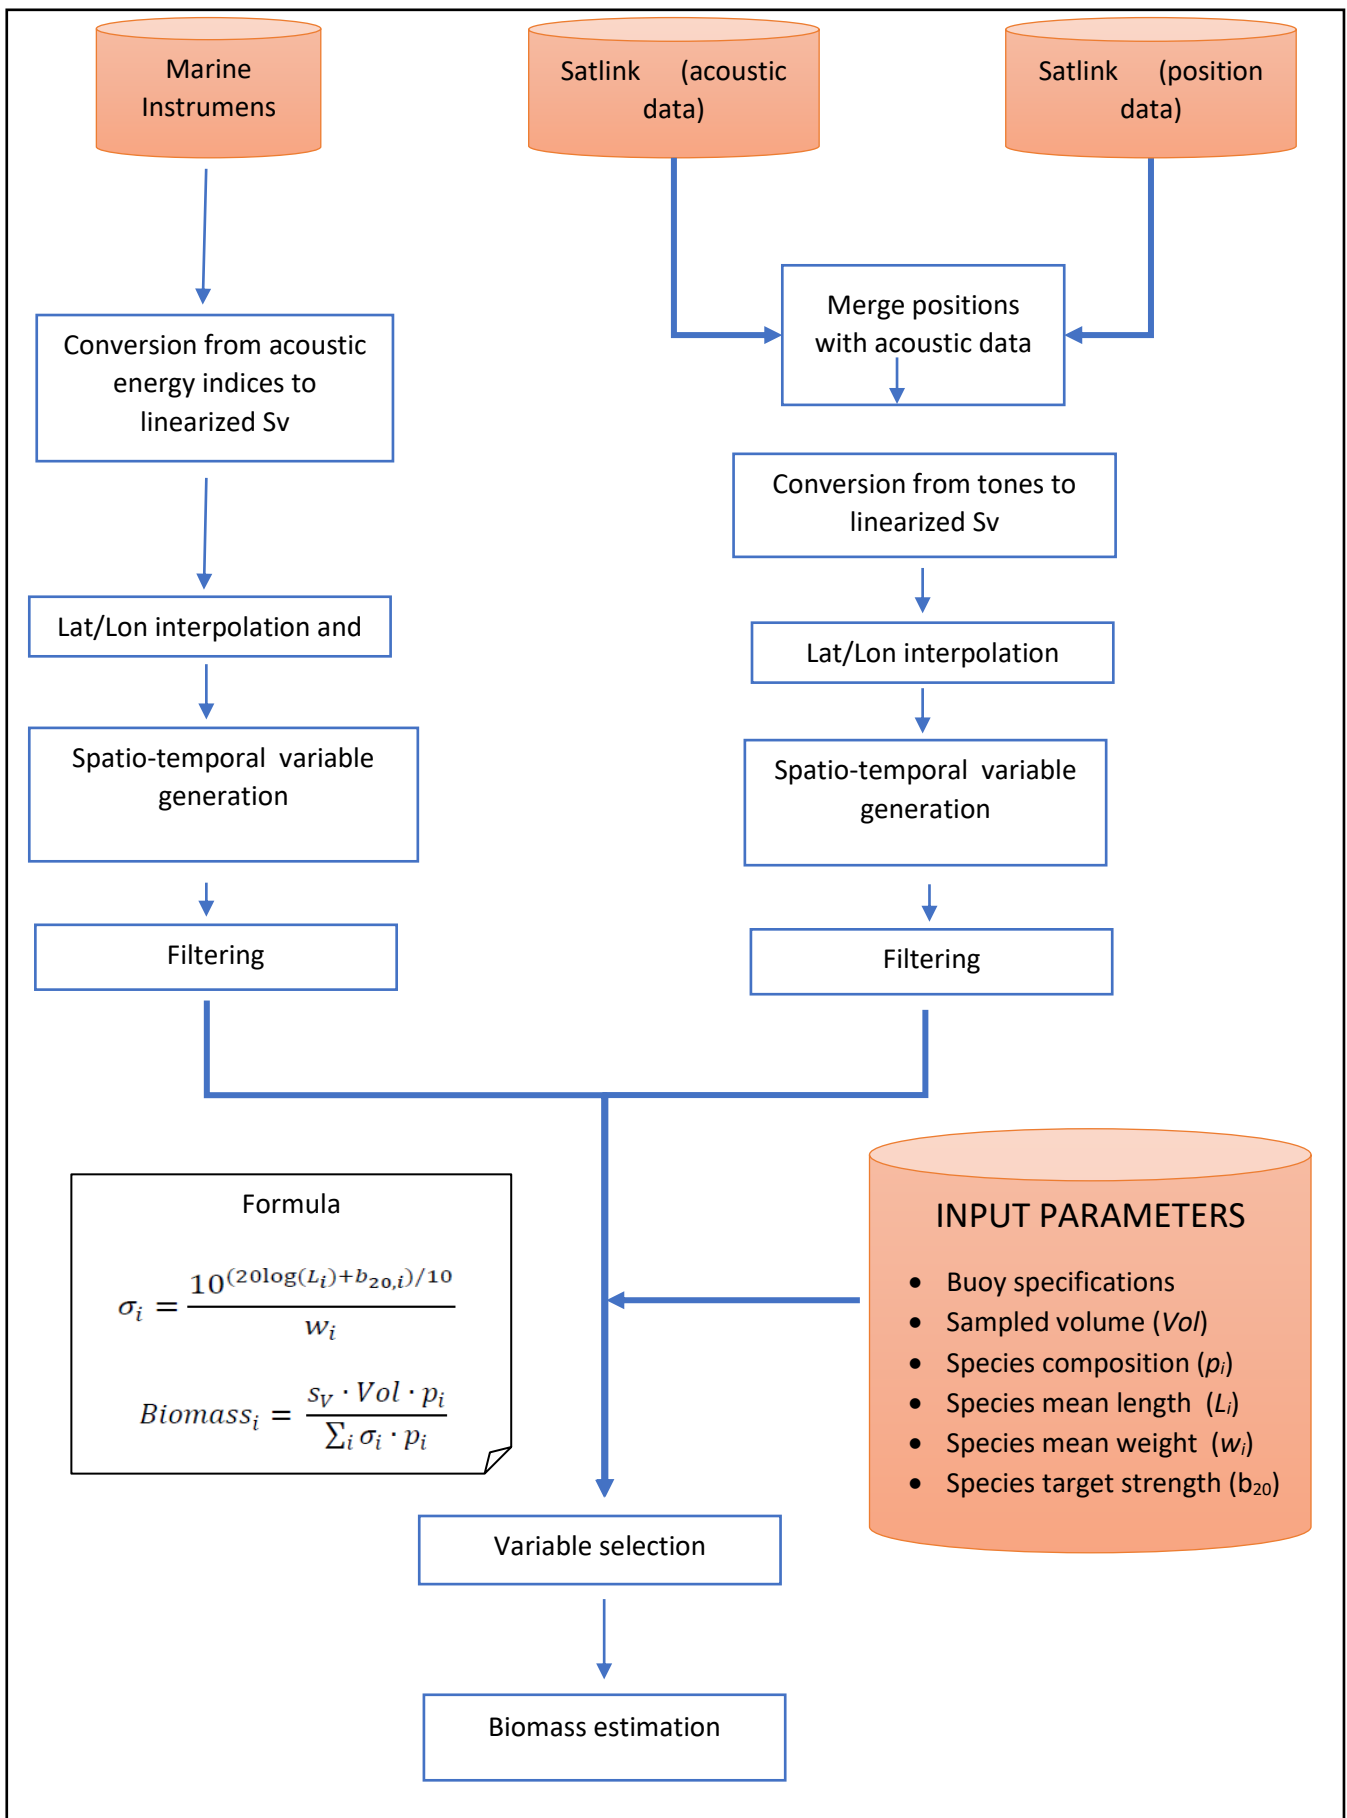 Marine
Instrumens
Satlink (acoustic
data)
Satlink (position
data)
Merge positions
with acoustic data
Conversion from acoustic
energy indices to
linearized Sv
Conversion from tones to
linearized Sv
Lat/Lon interpolation and
Lat/Lon interpolation
Spatio-temporal variable
generation
Spatio-temporal variable
generation
Filtering
Filtering
Formula
σ_i = 10^{(20log(L_i)+b_{20,i})/10} / w_i
Biomass_i = s_V · Vol · p_i / ∑_i σ_i · p_i
INPUT PARAMETERS
• Buoy specifications
• Sampled volume (Vol)
• Species composition (p_i)
• Species mean length (L_i)
• Species mean weight (w_i)
• Species target strength (b_20)
Variable selection
Biomass estimation